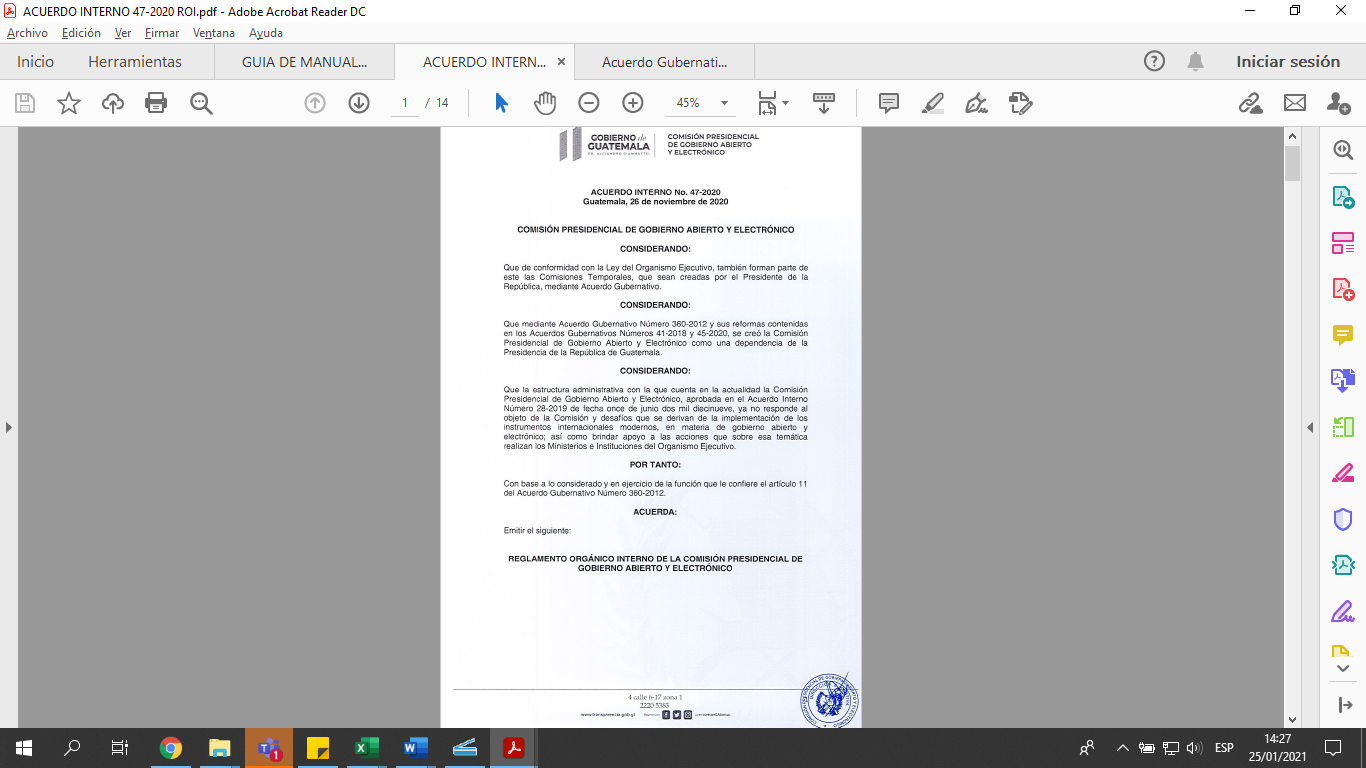 ACUERDO INTERNO 47-2020 ROI.pdf - Adobe Acrobat Reader DC
Archivo Edición Ver Firmar Ventana Ayuda
Inicio Herramientas GUIA DE MANUAL... ACUERDO INTERN... × Acuerdo Gubernati... Iniciar sesión
1 / 14 45%
GOBIERNO de
GUATEMALA
DR. ALEJANDRO GIAMMATTEI
COMISIÓN PRESIDENCIAL
DE GOBIERNO ABIERTO
Y ELECTRÓNICO
ACUERDO INTERNO No. 47-2020
Guatemala, 26 de noviembre de 2020
COMISIÓN PRESIDENCIAL DE GOBIERNO ABIERTO Y ELECTRÓNICO
CONSIDERANDO:
Que de conformidad con la Ley del Organismo Ejecutivo, también forman parte de
este las Comisiones Temporales, que sean creadas por el Presidente de la
República, mediante Acuerdo Gubernativo.
CONSIDERANDO:
Que mediante Acuerdo Gubernativo Número 360-2012 y sus reformas contenidas
en los Acuerdos Gubernativos Números 41-2018 y 45-2020, se creó la Comisión
Presidencial de Gobierno Abierto y Electrónico como una dependencia de la
Presidencia de la República de Guatemala.
CONSIDERANDO:
Que la estructura administrativa con la que cuenta en la actualidad la Comisión
Presidencial de Gobierno Abierto y Electrónico, aprobada en el Acuerdo Interno
Número 28-2019 de fecha once de junio dos mil diecinueve, ya no responde al
objeto de la Comisión y desafíos que se derivan de la implementación de los
instrumentos internacionales modernos, en materia de gobierno abierto y
electrónico; así como brindar apoyo a las acciones que sobre esa temática
realizan los Ministerios e Instituciones del Organismo Ejecutivo.
POR TANTO:
Con base a lo considerado y en ejercicio de la función que le confiere el artículo 11
del Acuerdo Gubernativo Número 360-2012.
ACUERDA:
Emitir el siguiente:
REGLAMENTO ORGÁNICO INTERNO DE LA COMISIÓN PRESIDENCIAL DE
GOBIERNO ABIERTO Y ELECTRÓNICO
4 calle 6-17 zona 1
2220 5383
www.transparencia.gob.gt
1
ESP
14:27
25/01/2021